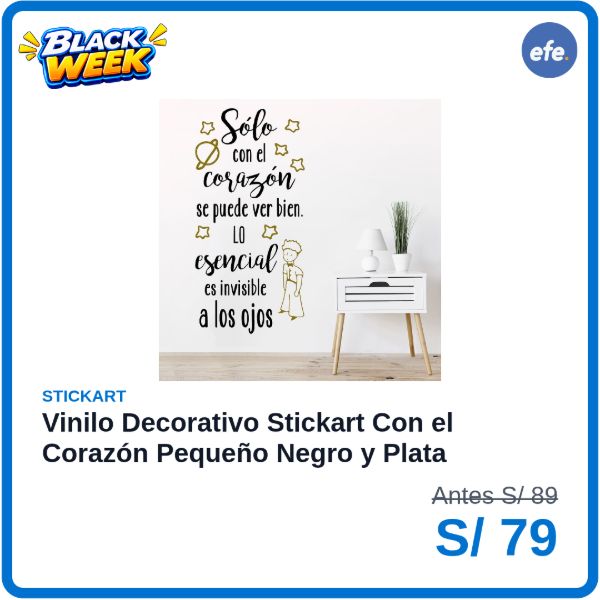 BLACK
WEEK
efe.
Sólo
con el
corazón
se puede ver bien.
LO
esencial
es invisible
a los ojos
STICKART
Vinilo Decorativo Stickart Con el
Corazón Pequeño Negro y Plata
Antes S/ 89
S/ 79